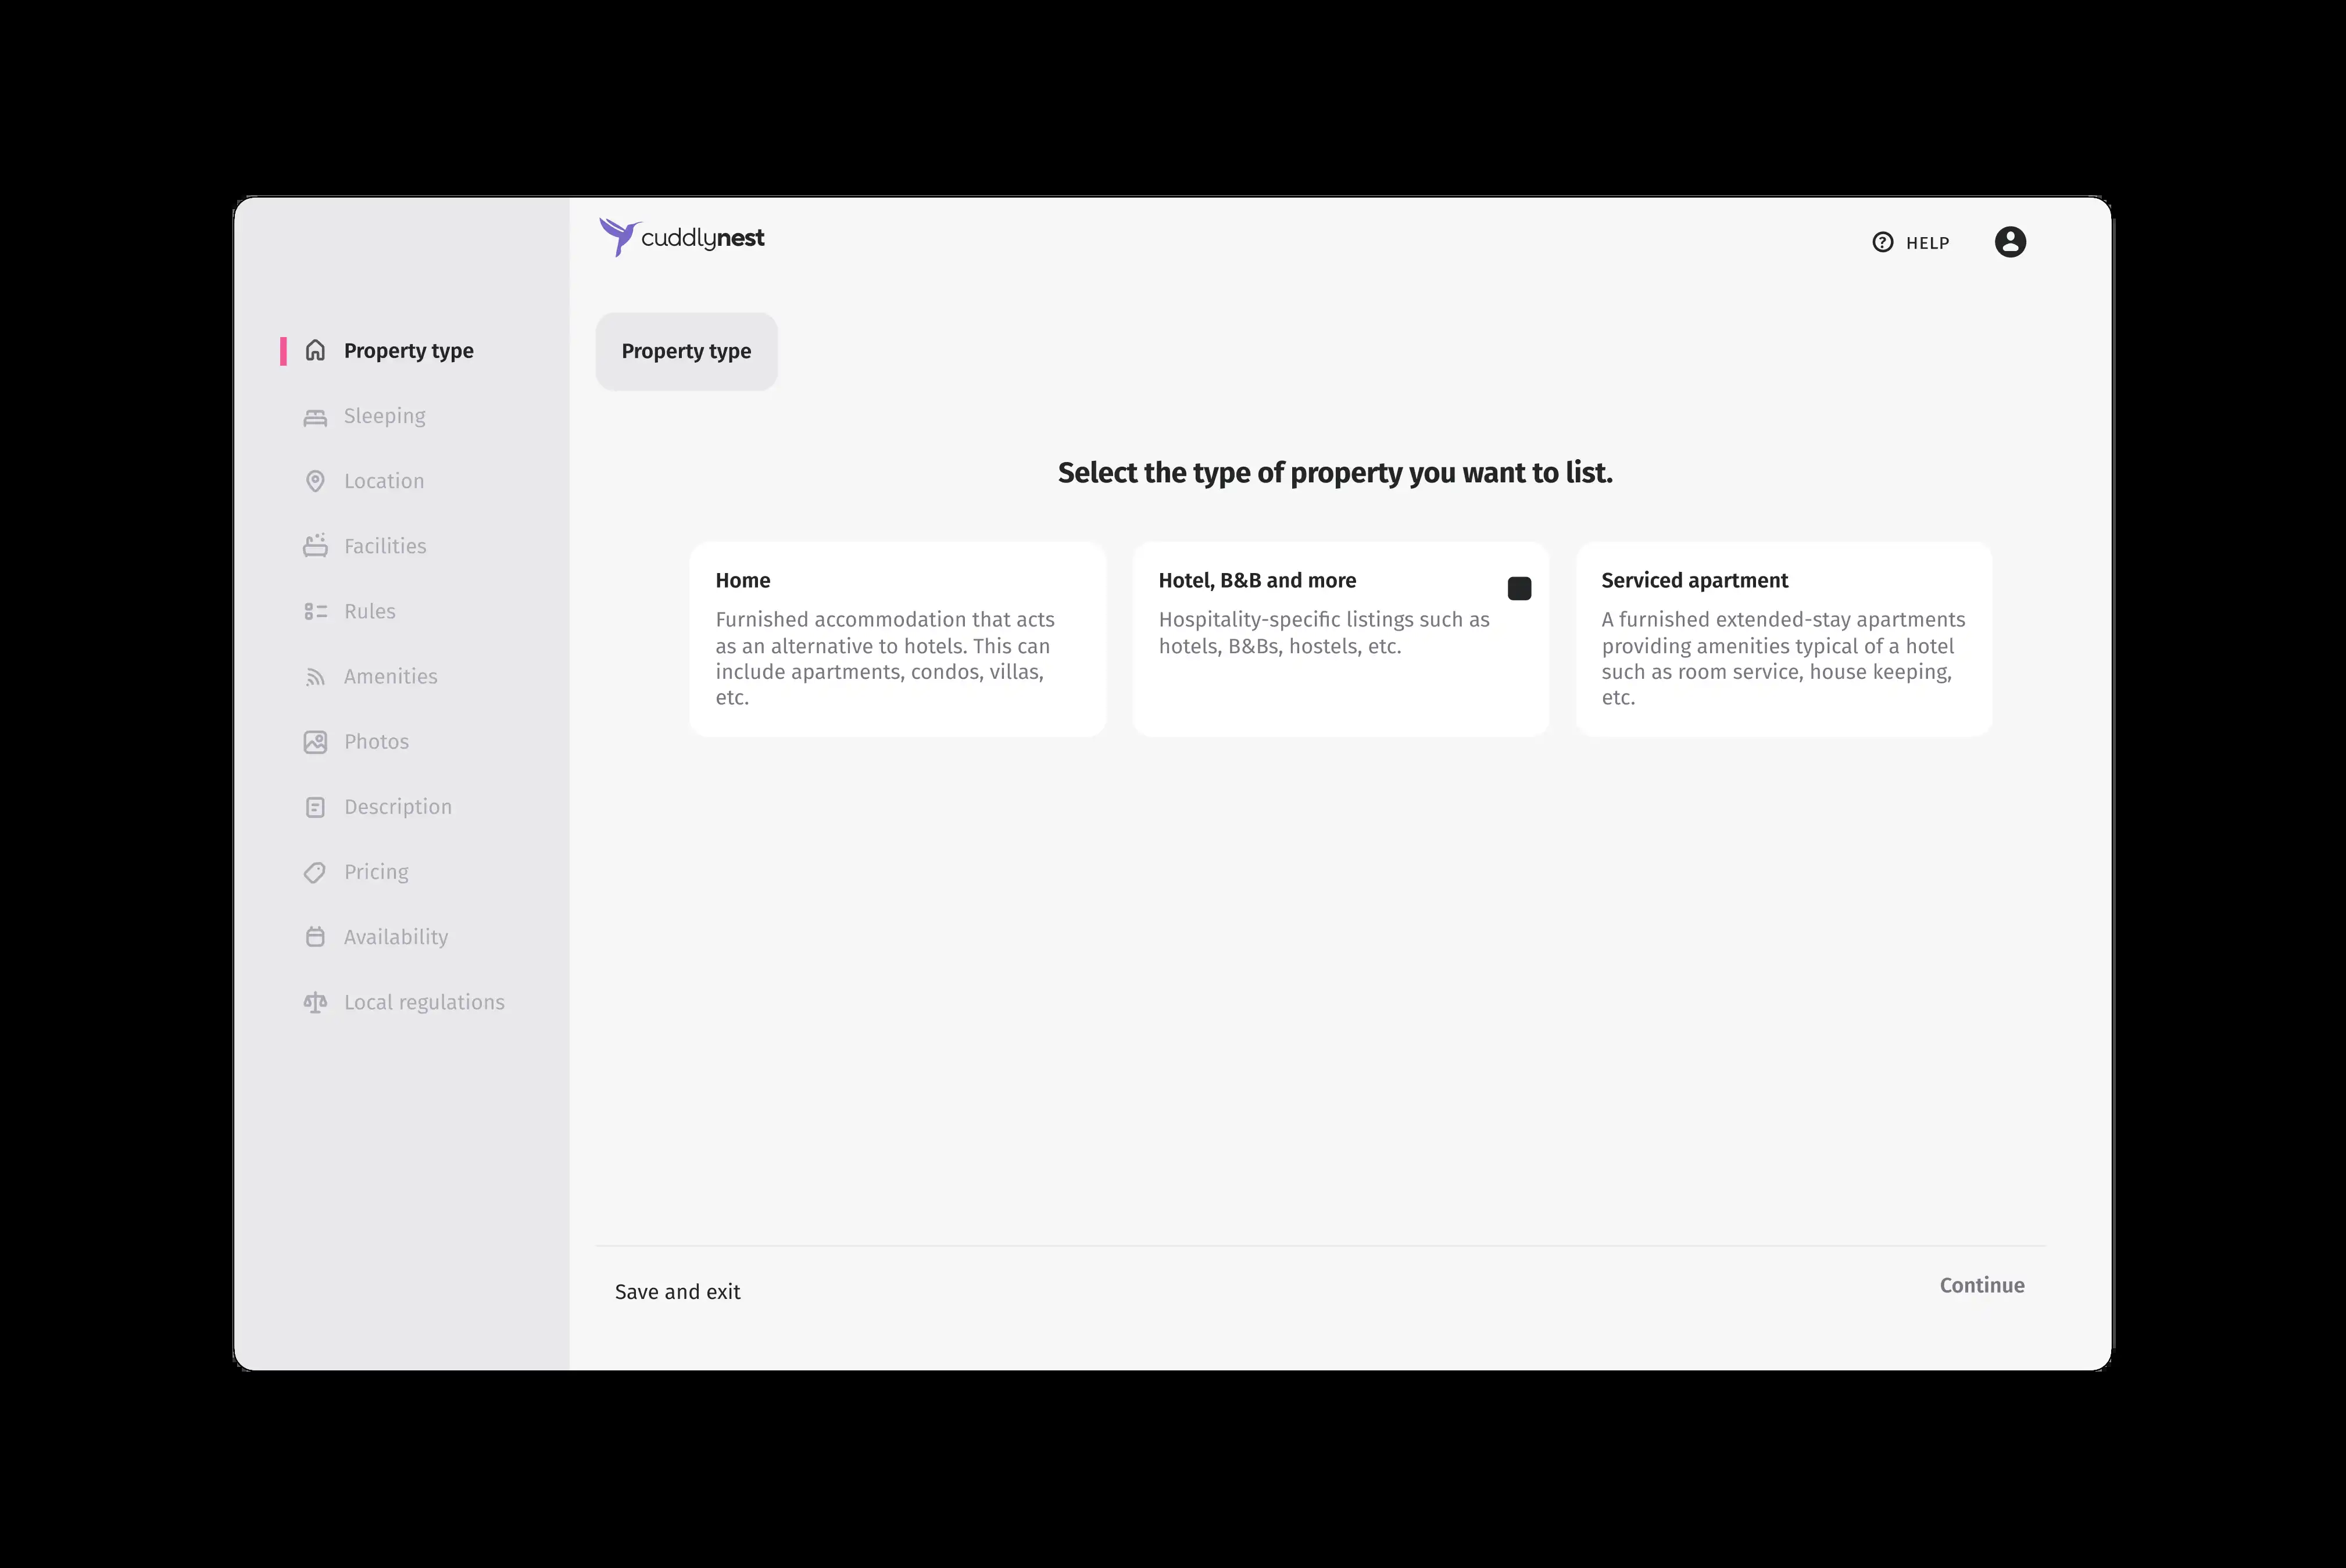 cuddlynest
HELP
Property type
Sleeping
Location
Facilities
Rules
Amenities
Photos
Description
Pricing
Availability
Local regulations
Property type
Select the type of property you want to list.
Home
Furnished accommodation that acts
as an alternative to hotels. This can
include apartments, condos, villas,
etc.
Hotel, B&B and more
Hospitality-specific listings such as
hotels, B&Bs, hostels, etc.
Serviced apartment
A furnished extended-stay apartments
providing amenities typical of a hotel
such as room service, house keeping,
etc.
Save and exit
Continue